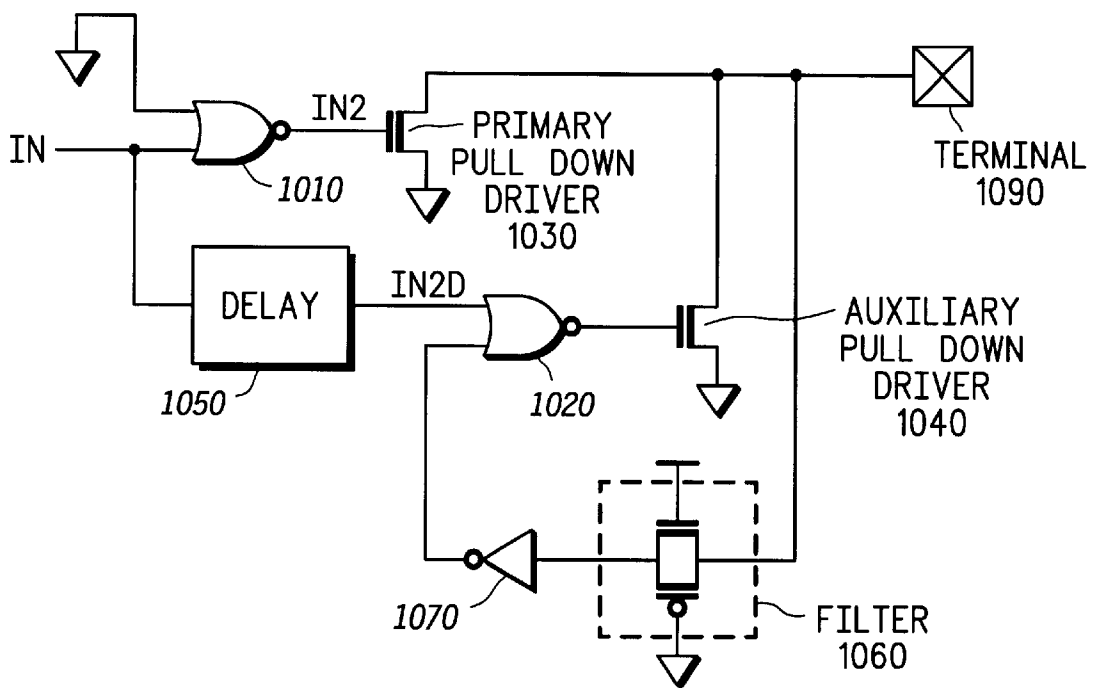 IN
IN2
1010
PRIMARY
PULL DOWN
DRIVER
1030
TERMINAL
1090
DELAY
1050
IN2D
1020
AUXILIARY
PULL DOWN
DRIVER
1040
1070
FILTER
1060